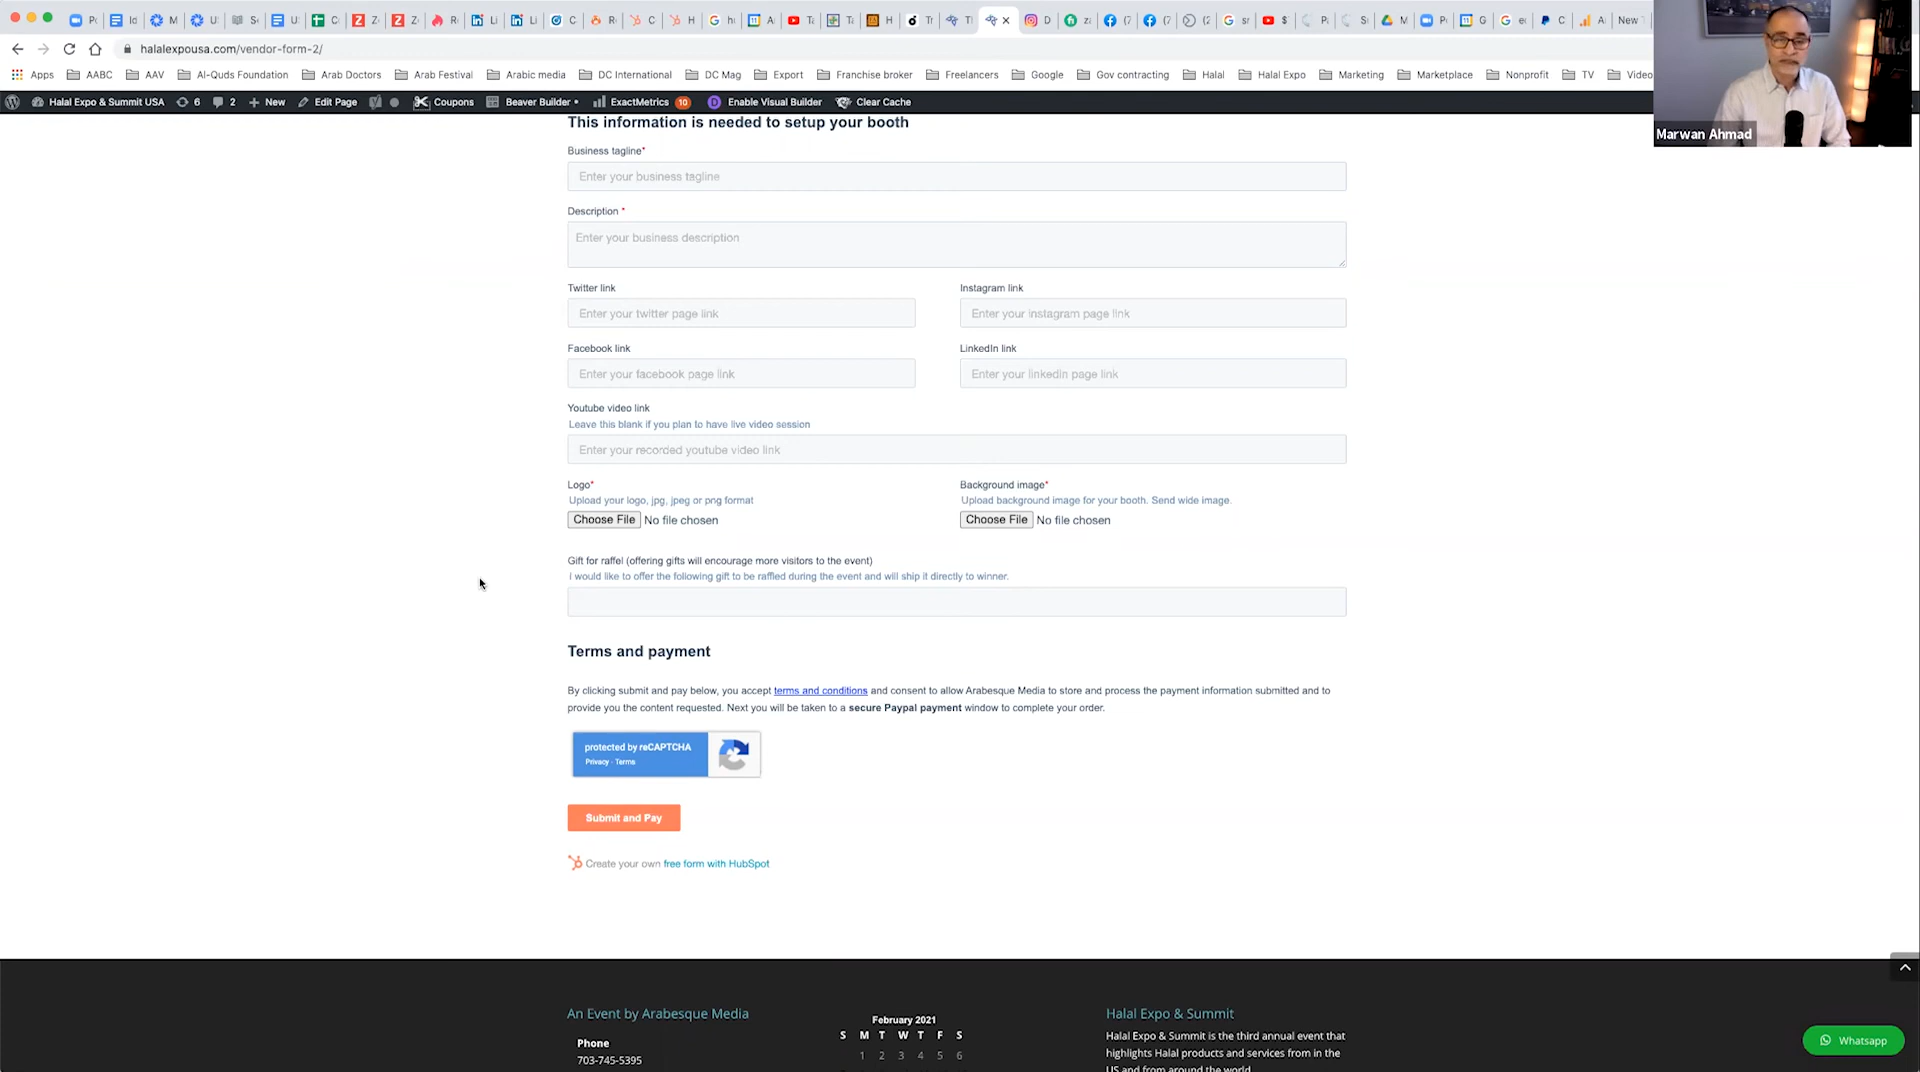 halalexpousa.com/vendor-form-2/
Apps AABC AAV Al-Quds Foundation Arab Doctors Arab Festival Arabic media DC International DC Mag Export Franchise broker Freelancers Google Gov contracting Halal Halal Expo Marketing Marketplace Nonprofit TV Video
Halal Expo & Summit USA 6 2 New Edit Page Coupons Beaver Builder ExactMetrics 10 Enable Visual Builder Clear Cache
Marwan Ahmad
This information is needed to setup your booth
Business tagline*
Enter your business tagline
Description *
Enter your business description
Twitter link Instagram link
Enter your twitter page link Enter your instagram page link
Facebook link LinkedIn link
Enter your facebook page link Enter your linkedin page link
Youtube video link
Leave this blank if you plan to have live video session
Enter your recorded youtube video link
Logo* Background image*
Upload your logo, jpg, jpeg or png format Upload background image for your booth. Send wide image.
Choose File No file chosen Choose File No file chosen
Gift for raffel (offering gifts will encourage more visitors to the event)
I would like to offer the following gift to be raffled during the event and will ship it directly to winner.
Terms and payment
By clicking submit and pay below, you accept terms and conditions and consent to allow Arabesque Media to store and process the payment information submitted and to
provide you the content requested. Next you will be taken to a secure Paypal payment window to complete your order.
protected by reCAPTCHA
Privacy - Terms
Submit and Pay
Create your own free form with HubSpot
An Event by Arabesque Media
Phone
703-745-5395
February 2021
S M T W T F S
1 2 3 4 5 6
Halal Expo & Summit
Halal Expo & Summit is the third annual event that
highlights Halal products and services from in the
US and from around the world
Whatsapp